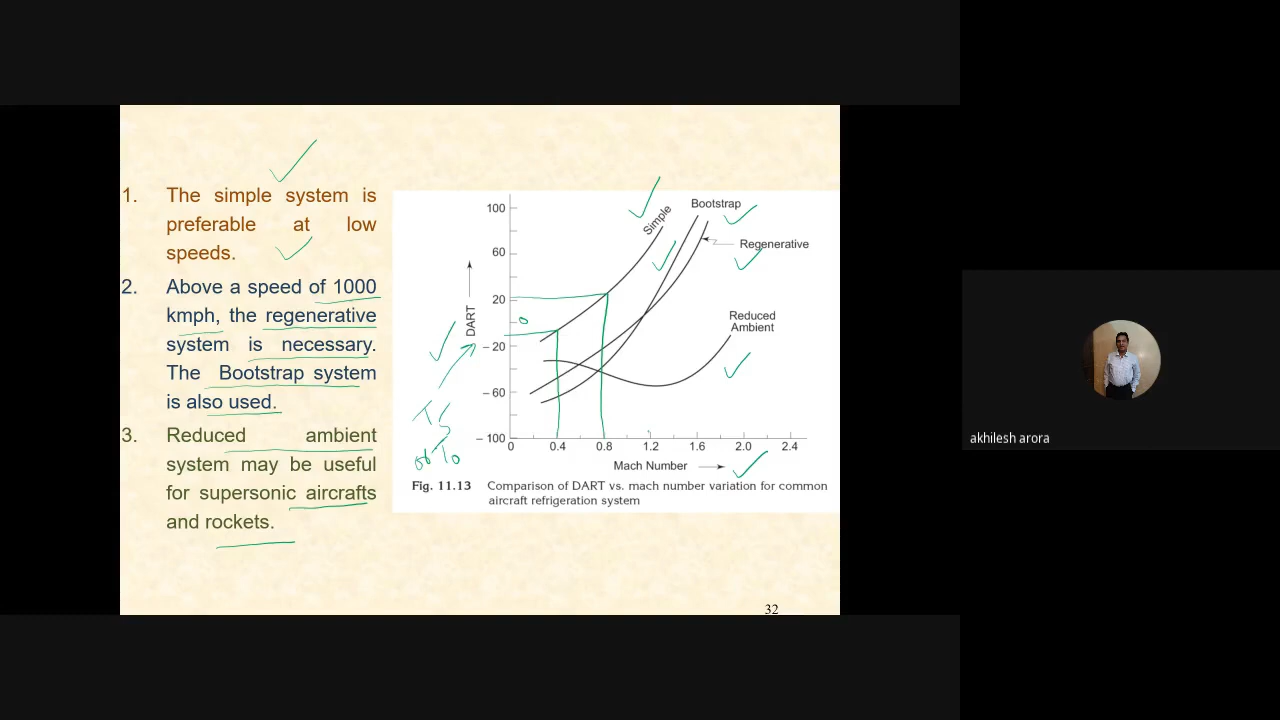 1. The simple system is
preferable at low
speeds.
2. Above a speed of 1000
kmph, the regenerative
system is necessary.
The Bootstrap system
is also used.
3. Reduced ambient
system may be useful
for supersonic aircrafts
and rockets.
100
60
20
0
– 20
– 60
– 100
DART
Simple
Bootstrap
Regenerative
Reduced
Ambient
0 0.4 0.8 1.2 1.6 2.0 2.4
Mach Number
T5
or T0
Fig. 11.13 Comparison of DART vs. mach number variation for common
aircraft refrigeration system
32
akhilesh arora